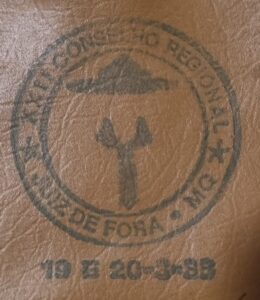 XXII CONSELHO REGIONAL
JUIZ DE FORA • MG
19 E 20-3-88